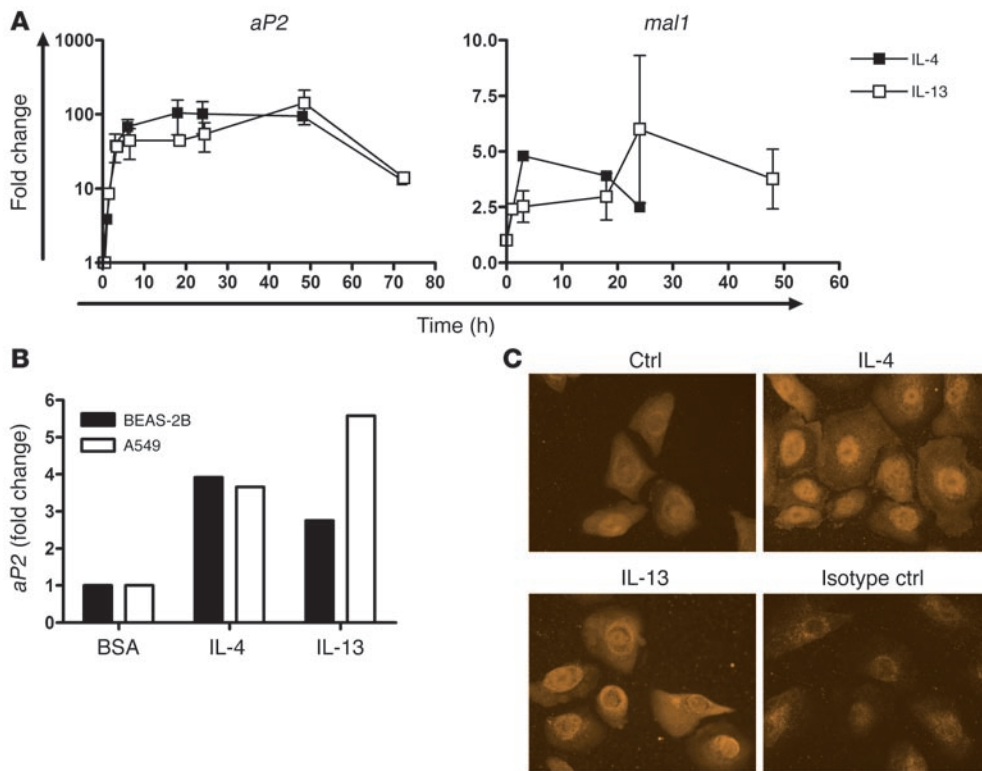 A
aP2
mal1
Fold change
1000
100
10
1
0 10 20 30 40 50 60 70 80
10.0
7.5
5.0
2.5
0.0
0 10 20 30 40 50 60
IL-4
IL-13
Time (h)
B
aP2 (fold change)
6
5
4
3
2
1
0
BEAS-2B
A549
BSA IL-4 IL-13
C
Ctrl
IL-4
IL-13
Isotype ctrl